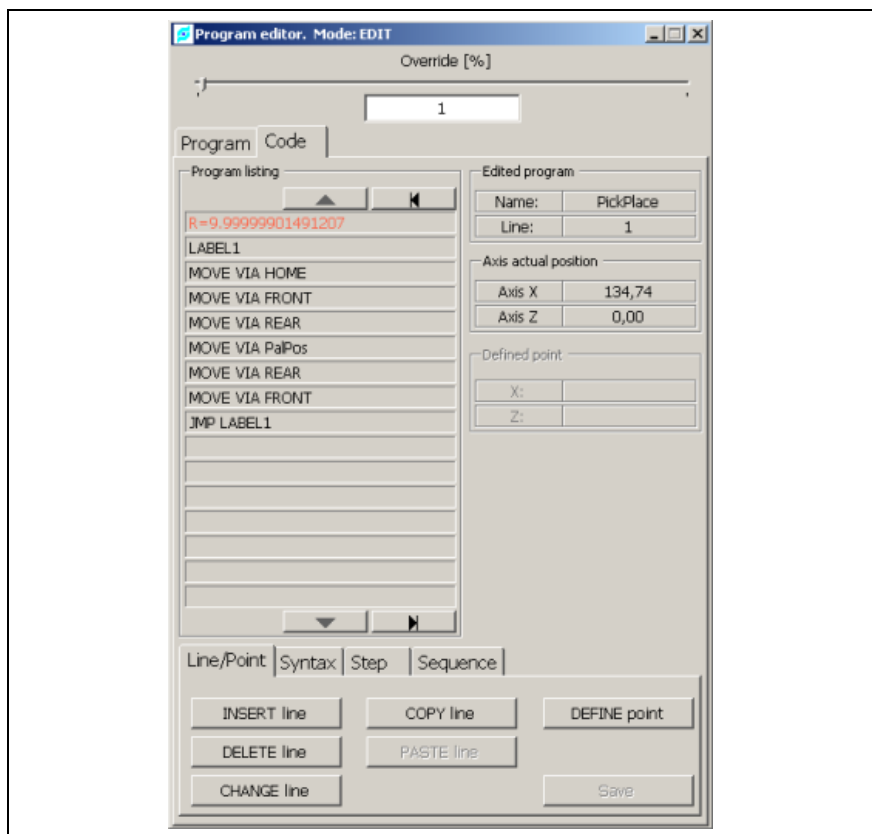 Program editor. Mode: EDIT
Override [%]
1
Program Code
Program listing
R=9.99999901491207
LABEL1
MOVE VIA HOME
MOVE VIA FRONT
MOVE VIA REAR
MOVE VIA PalPos
MOVE VIA REAR
MOVE VIA FRONT
JMP LABEL1
Edited program
Name: PickPlace
Line: 1
Axis actual position
Axis X 134,74
Axis Z 0,00
Defined point
X:
Z:
Line/Point Syntax Step Sequence
INSERT line COPY line DEFINE point
DELETE line PASTE line
CHANGE line Save